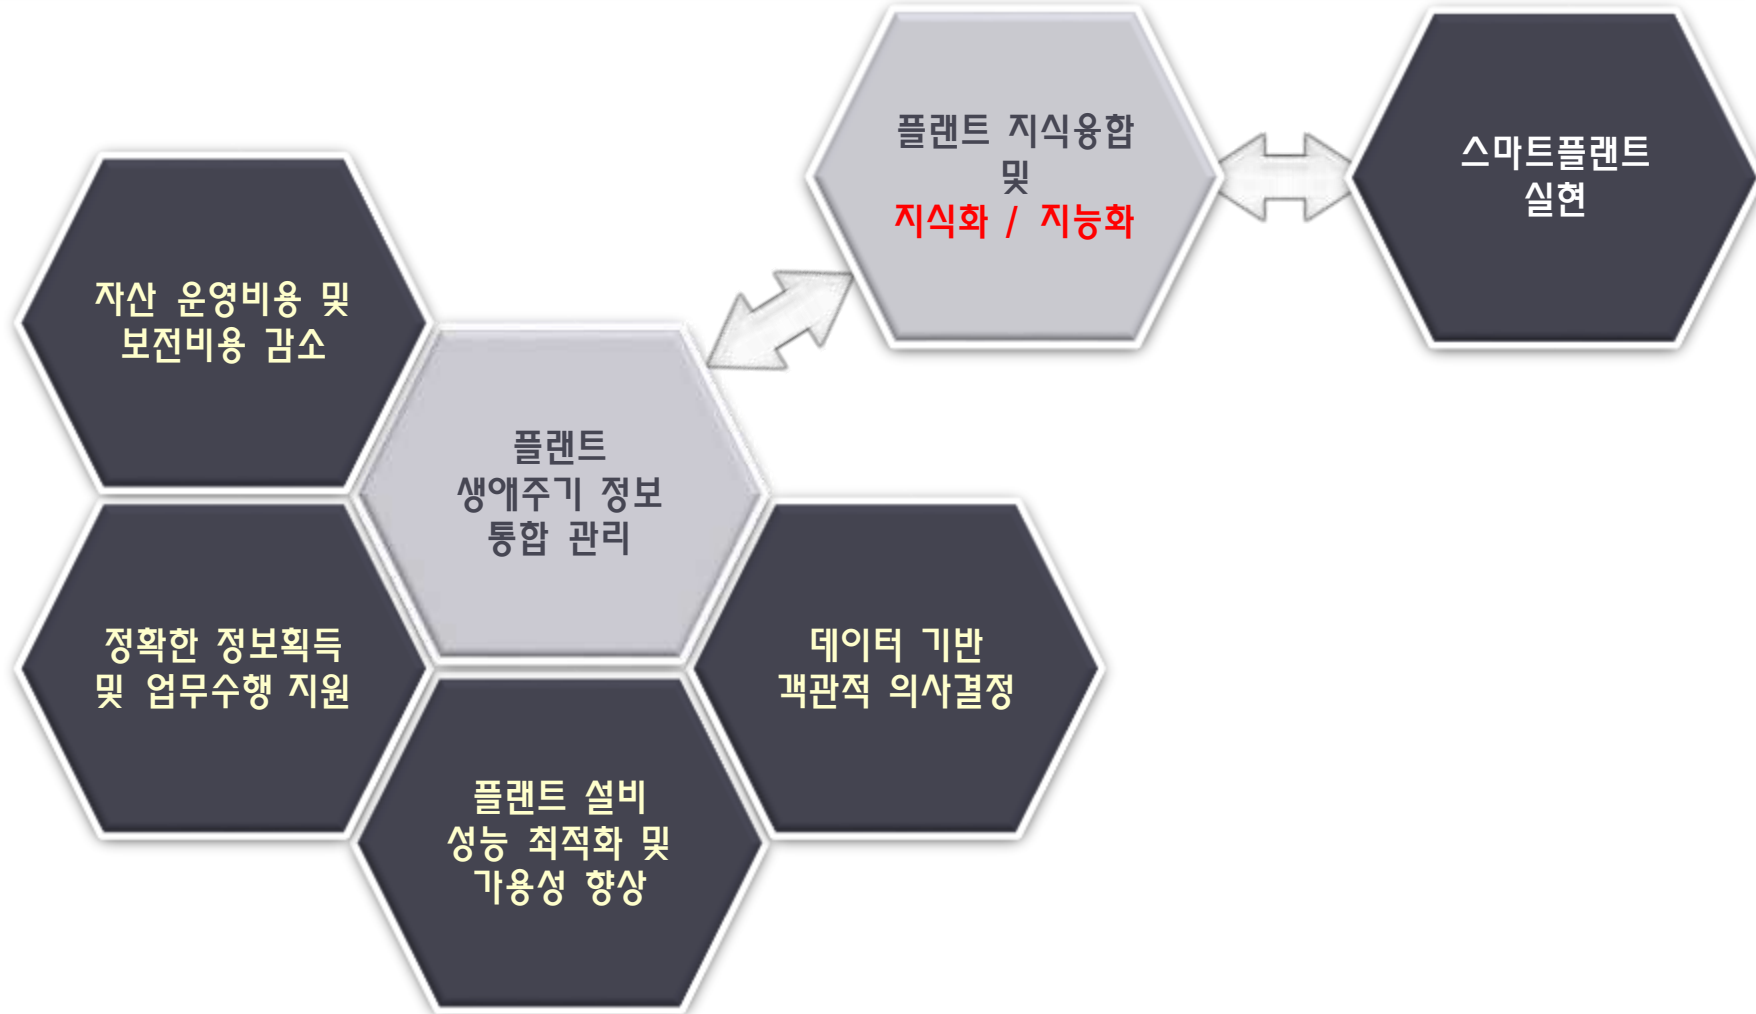 플랜트 지식융합
및
지식화 / 지능화
스마트플랜트
실현
자산 운영비용 및
보전비용 감소
플랜트
생애주기 정보
통합 관리
정확한 정보획득
및 업무수행 지원
데이터 기반
객관적 의사결정
플랜트 설비
성능 최적화 및
가용성 향상